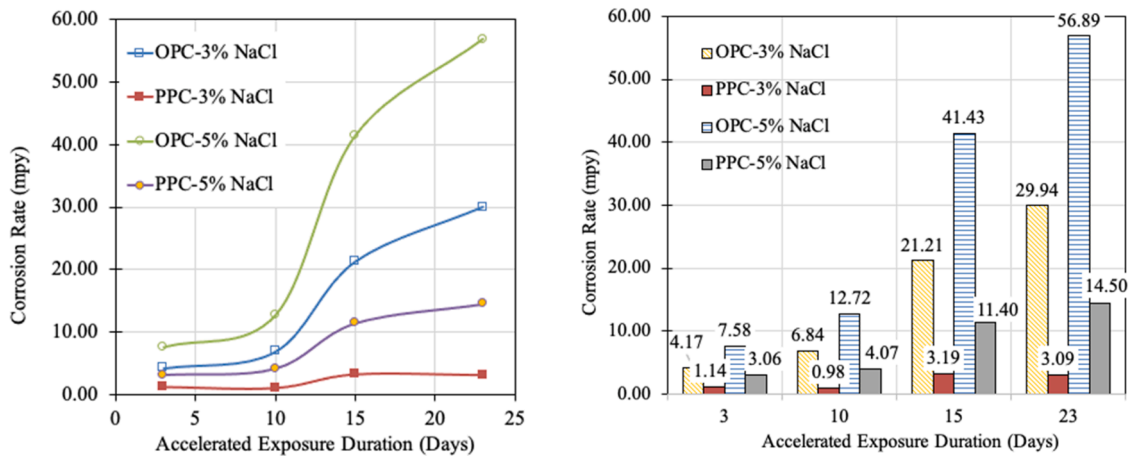 60.00
50.00
40.00
30.00
20.00
10.00
0.00
Corrosion Rate (mpy)
OPC-3% NaCl
PPC-3% NaCl
OPC-5% NaCl
PPC-5% NaCl
0 5 10 15 20 25
Accelerated Exposure Duration (Days)
60.00
50.00
40.00
30.00
20.00
10.00
0.00
Corrosion Rate (mpy)
OPC-3% NaCl
PPC-3% NaCl
OPC-5% NaCl
PPC-5% NaCl
4.17 1.14 7.58 3.06
6.84 0.98 12.72 4.07
21.21 3.19 41.43 11.40
29.94 3.09 56.89 14.50
3 10 15 23
Accelerated Exposure Duration (Days)